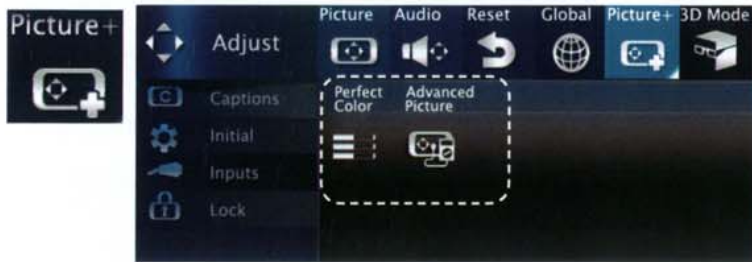 Picture+
Picture Audio Reset Global Picture+ 3D Mode
Adjust
Captions
Perfect Color
Advanced Picture
Initial
Inputs
Lock